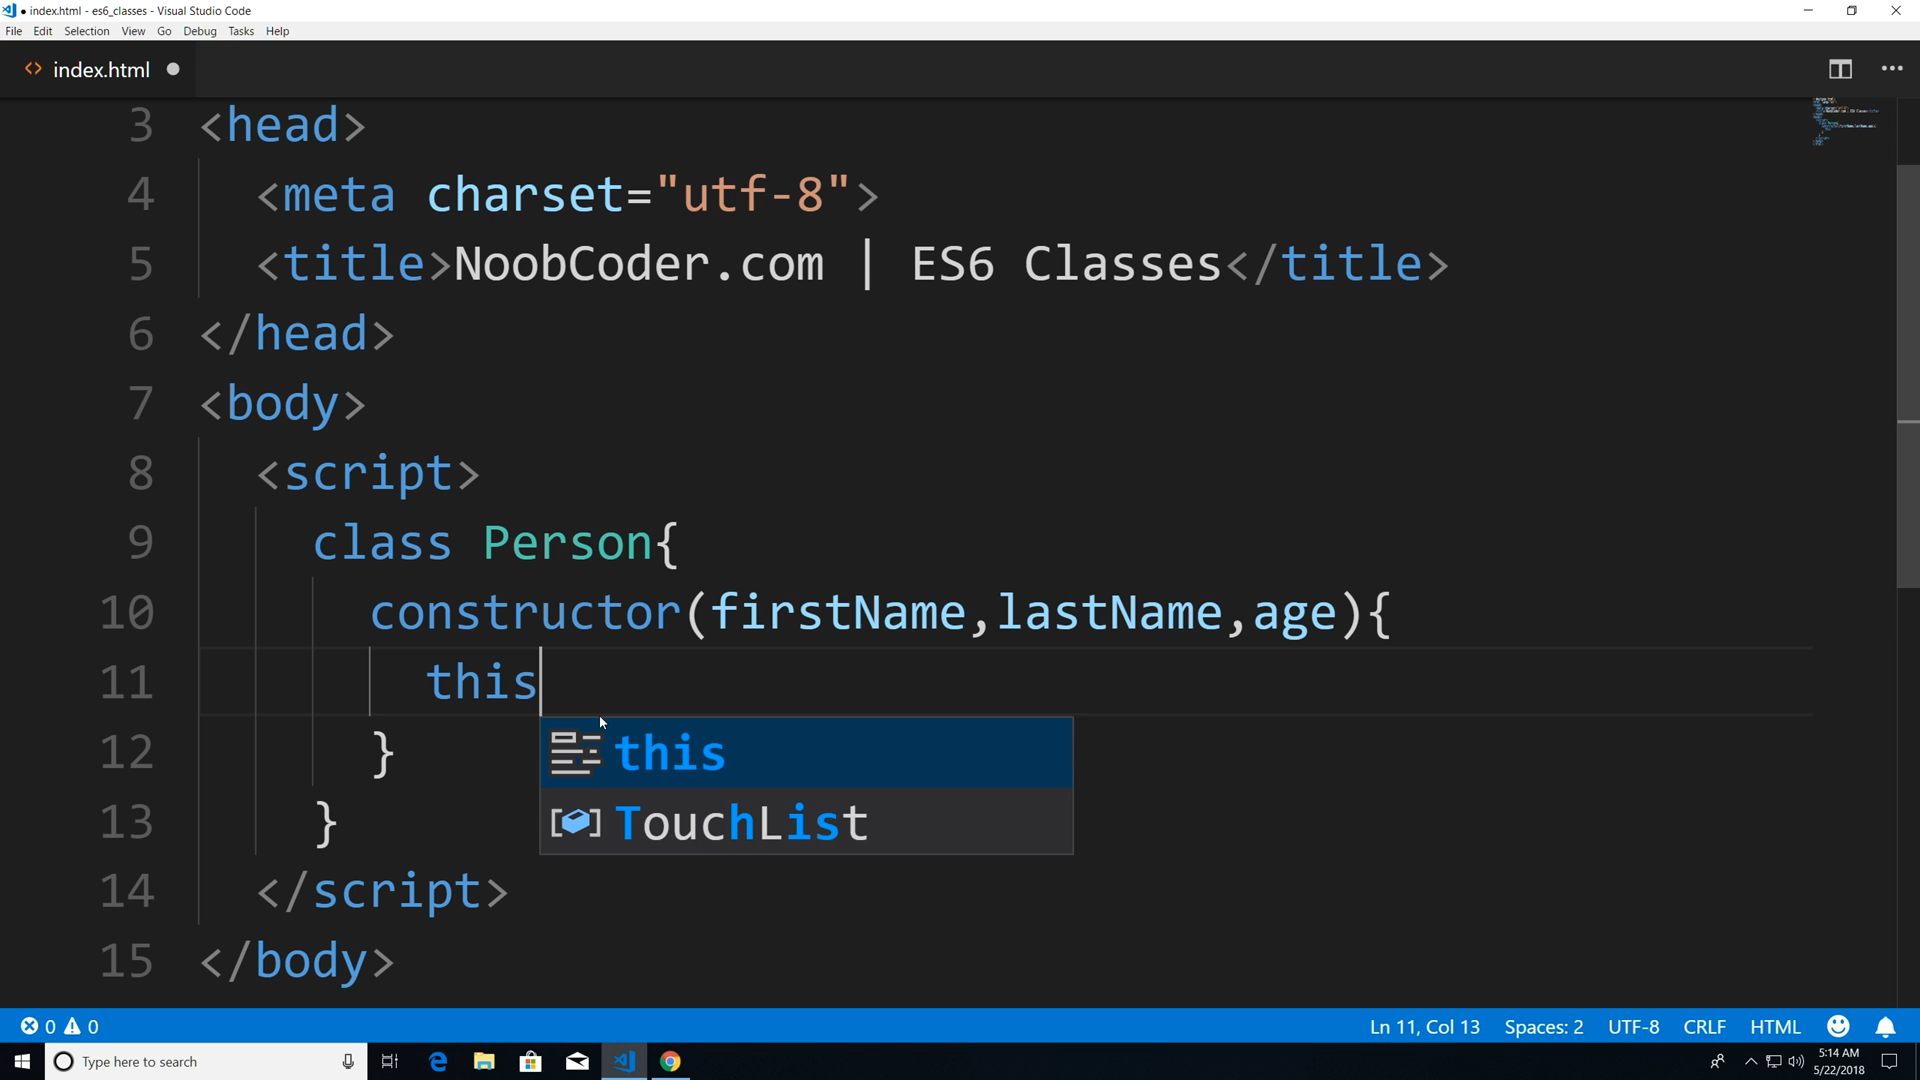 ● index.html - es6_classes - Visual Studio Code
File Edit Selection View Go Debug Tasks Help
<> index.html ●
3 <head>
4 <meta charset="utf-8">
5 <title>NoobCoder.com | ES6 Classes</title>
6 </head>
7 <body>
8 <script>
9 class Person{
10 constructor(firstName,lastName,age){
11 this
this
12 }
TouchList
13 }
14 </script>
15 </body>
0 0 Ln 11, Col 13 Spaces: 2 UTF-8 CRLF HTML
Type here to search
5:14 AM
5/22/2018